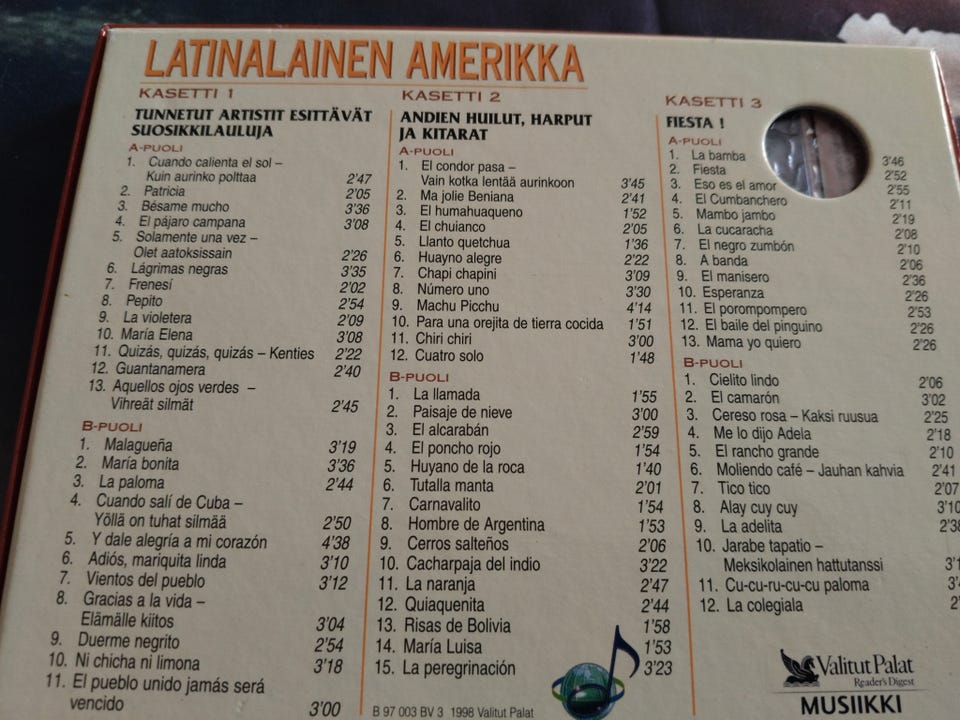 LATINALAINEN AMERIKKA
KASETTI 1
TUNNETUT ARTISTIT ESITTÄVÄT
SUOSIKKILAULUJA
A-PUOLI
1. Cuando calienta el sol –
Kuin aurinko polttaa 2'47
2. Patricia 2'05
3. Bésame mucho 3'36
4. El pájaro campana 3'08
5. Solamente una vez –
Olet aatoksissain 2'26
6. Lágrimas negras 3'35
7. Frenesí 2'02
8. Pepito 2'54
9. La violetera 2'09
10. María Elena 3'08
11. Quizás, quizás, quizás – Kenties 2'22
12. Guantanamera 2'40
13. Aquellos ojos verdes –
Vihreät silmät 2'45
B-PUOLI
1. Malagueña 3'19
2. María bonita 3'36
3. La paloma 2'44
4. Cuando salí de Cuba –
Yöllä on tuhat silmää 2'50
5. Y dale alegría a mi corazón 4'38
6. Adiós, mariquita linda 3'10
7. Vientos del pueblo 3'12
8. Gracias a la vida –
Elämälle kiitos 3'04
9. Duerme negrito 2'54
10. Ni chicha ni limona 3'18
11. El pueblo unido jamás será
vencido 3'00
KASETTI 2
ANDIEN HUILUT, HARPUT
JA KITARAT
A-PUOLI
1. El condor pasa –
Vain kotka lentää aurinkoon 3'45
2. Ma jolie Beniana 2'41
3. El humahuaqueno 1'52
4. El chuianco 2'05
5. Llanto quetchua 1'36
6. Huayno alegre 2'22
7. Chapi chapini 3'09
8. Número uno 3'30
9. Machu Picchu 4'14
10. Para una orejita de tierra cocida 1'51
11. Chiri chiri 3'00
12. Cuatro solo 1'48
B-PUOLI
1. La llamada 1'55
2. Paisaje de nieve 3'00
3. El alcarabán 2'59
4. El poncho rojo 1'54
5. Huyano de la roca 1'40
6. Tutalla manta 2'01
7. Carnavalito 1'54
8. Hombre de Argentina 1'53
9. Cerros salteños 2'06
10. Cacharpaja del indio 3'22
11. La naranja 2'47
12. Quiaquenita 2'44
13. Risas de Bolivia 1'58
14. María Luisa 1'53
15. La peregrinación 3'23
B 97 003 BV 3 1998 Valitut Palat
KASETTI 3
FIESTA !
A-PUOLI
1. La bamba 3'46
2. Fiesta 2'52
3. Eso es el amor 2'55
4. El Cumbanchero 2'11
5. Mambo jambo 2'19
6. La cucaracha 2'08
7. El negro zumbón 2'10
8. A banda 2'06
9. El manisero 2'36
10. Esperanza 2'26
11. El porompompero 2'53
12. El baile del pinguino 2'26
13. Mama yo quiero 2'26
B-PUOLI
1. Cielito lindo 2'06
2. El camarón 3'02
3. Cereso rosa – Kaksi ruusua 2'25
4. Me lo dijo Adela 2'18
5. El rancho grande 2'10
6. Moliendo café – Jauhan kahvia 2'41
7. Tico tico 2'07
8. Alay cuy cuy 3'10
9. La adelita
10. Jarabe tapatio –
Meksikolainen hattutanssi
11. Cu-cu-ru-cu-cu paloma
12. La colegiala
Valitut Palat
Reader's Digest
MUSIIKKI